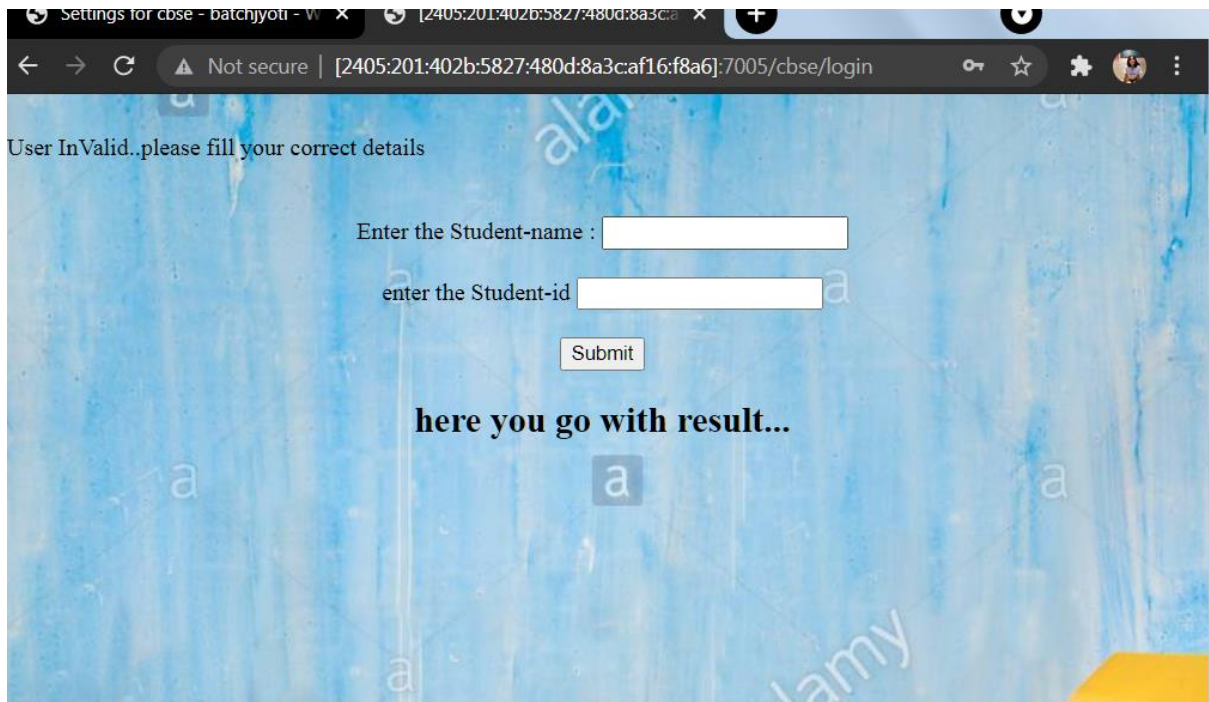 Settings for cbse - batchjyoti - W
[2405:201:402b:5827:480d:8a3c:a
Not secure | [2405:201:402b:5827:480d:8a3c:af16:f8a6]:7005/cbse/login
alamy
a
User InValid..please fill your correct details
Enter the Student-name :
a
enter the Student-id
a
Submit
here you go with result...
a
a
a
alamy
a